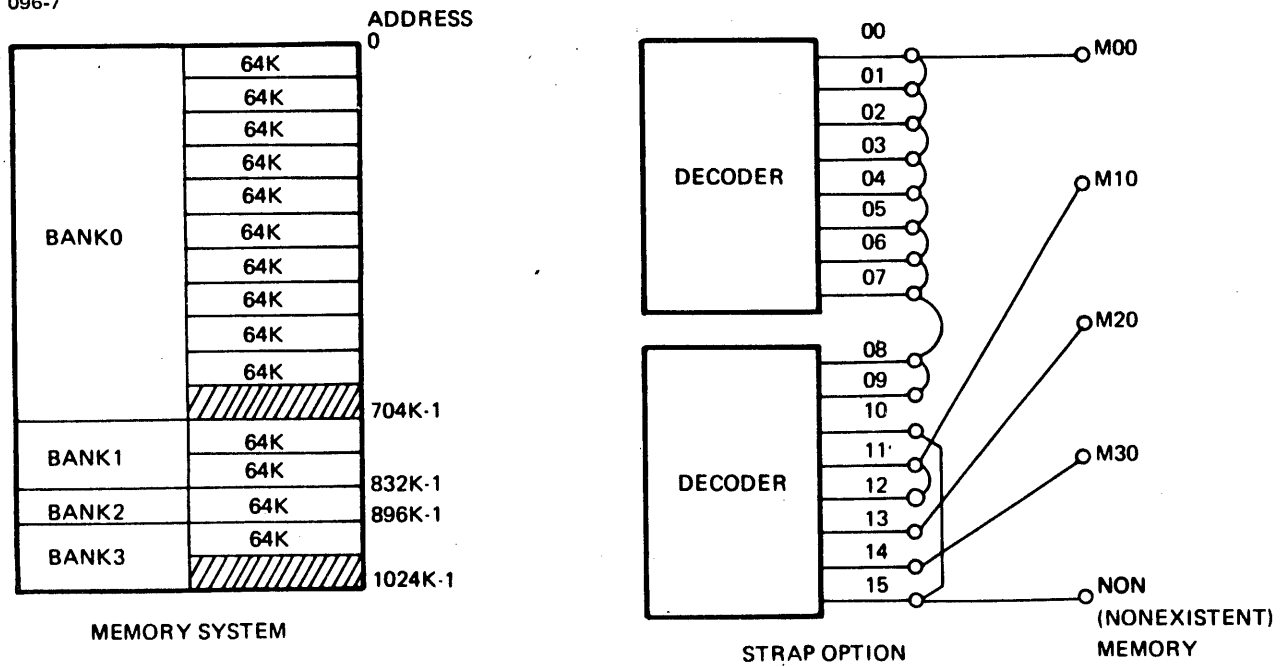 096-7
ADDRESS
0
64K
64K
64K
64K
64K
BANK0
64K
64K
64K
64K
64K
704K-1
64K
BANK1
64K
832K-1
BANK2
64K
896K-1
64K
BANK3
1024K-1
MEMORY SYSTEM
00
M00
01
02
03
DECODER
04
M10
05
06
07
M20
08
09
10
11
M30
DECODER
12
13
14
15
NON
(NONEXISTENT)
MEMORY
STRAP OPTION